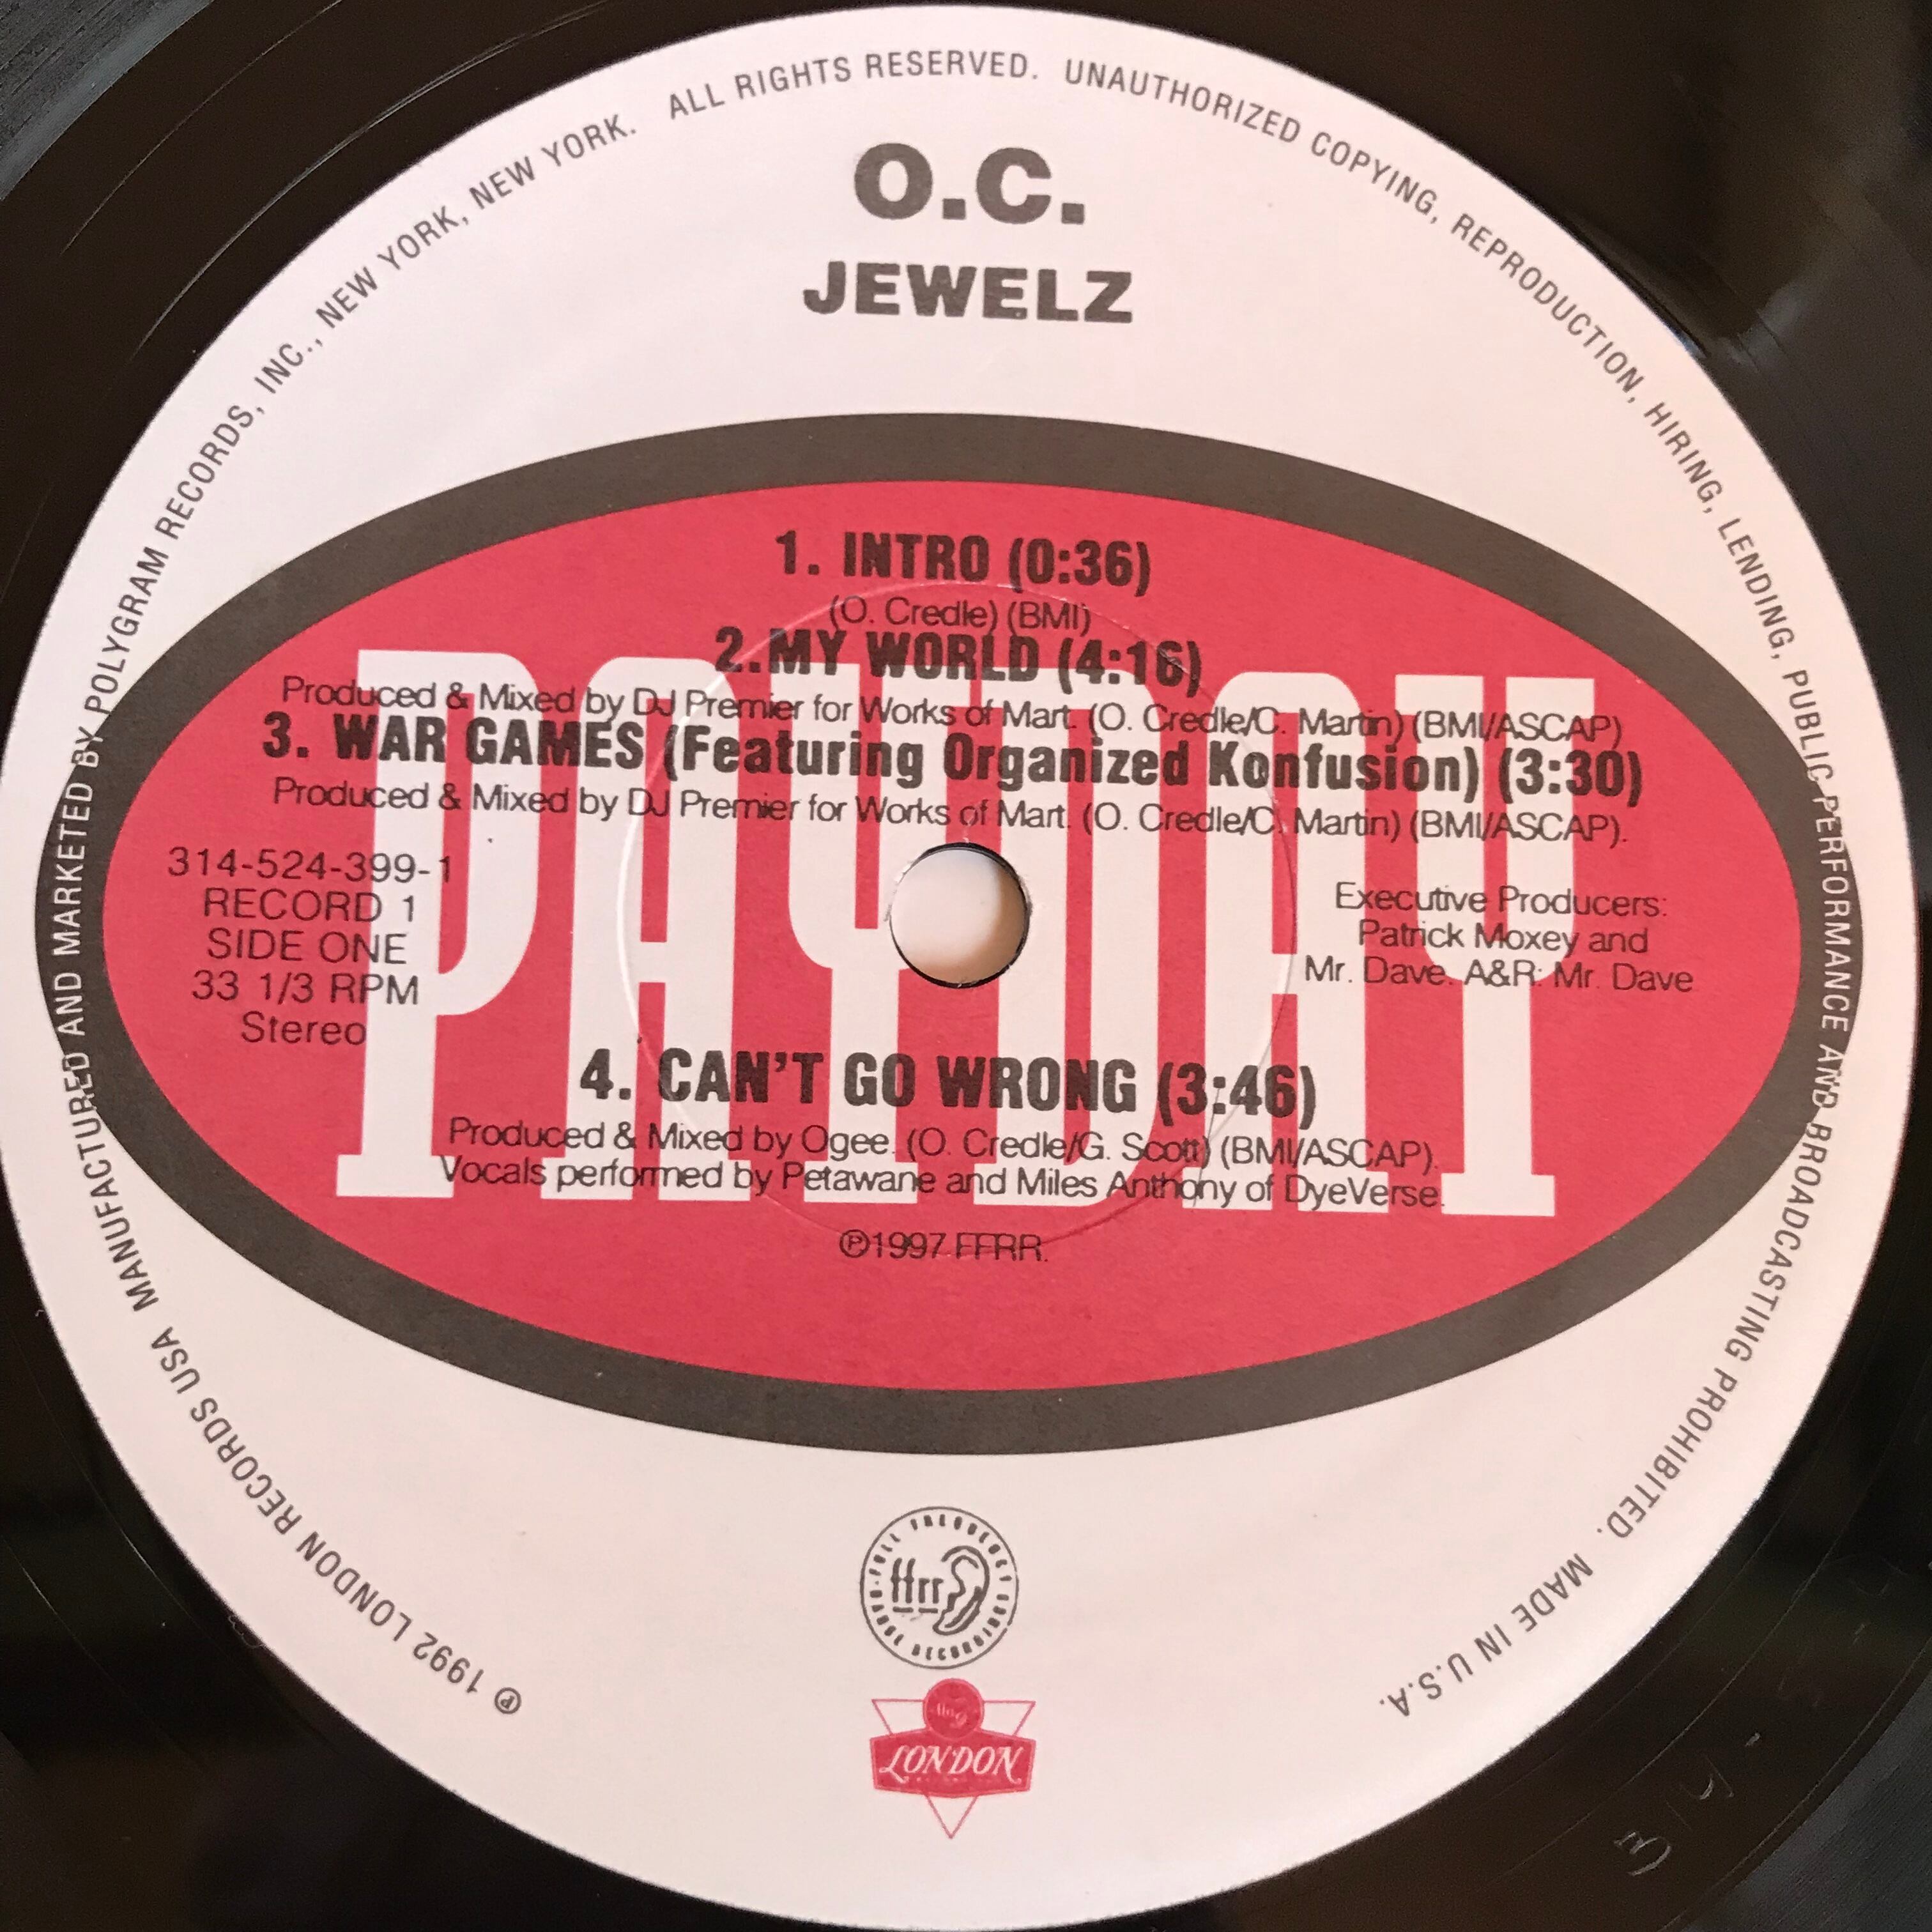 MANUFACTURED AND MARKETED BY POLYGRAM RECORDS, INC., NEW YORK, NEW YORK. ALL RIGHTS RESERVED. UNAUTHORIZED COPYING, REPRODUCTION, HIRING, LENDING, PUBLIC PERFORMANCE AND BROADCASTING PROHIBITED. MADE IN U.S.A.
O.C.
JEWELZ
PAYDAY
1. INTRO (0:36)
(O. Credle) (BMI)
2.MY WORLD (4:16)
Produced & Mixed by DJ Premier for Works of Mart. (O. Credle/C. Martin) (BMI/ASCAP)
3. WAR GAMES (Featuring Organized Konfusion) (3:30)
Produced & Mixed by DJ Premier for Works of Mart. (O. Credle/C. Martin) (BMI/ASCAP).
314-524-399-1
RECORD 1
SIDE ONE
33 1/3 RPM
Stereo
Executive Producers:
Patrick Moxey and
Mr. Dave. A&R: Mr. Dave
4. CAN'T GO WRONG (3:46)
Produced & Mixed by Ogee. (O. Credle/G. Scott) (BMI/ASCAP).
Vocals performed by Petawane and Miles Anthony of DyeVerse.
℗1997 FFRR.
FULL FREQUENCY RANGE RECORDINGS
ffrr
LONDON
℗ 1992 LONDON RECORDS USA